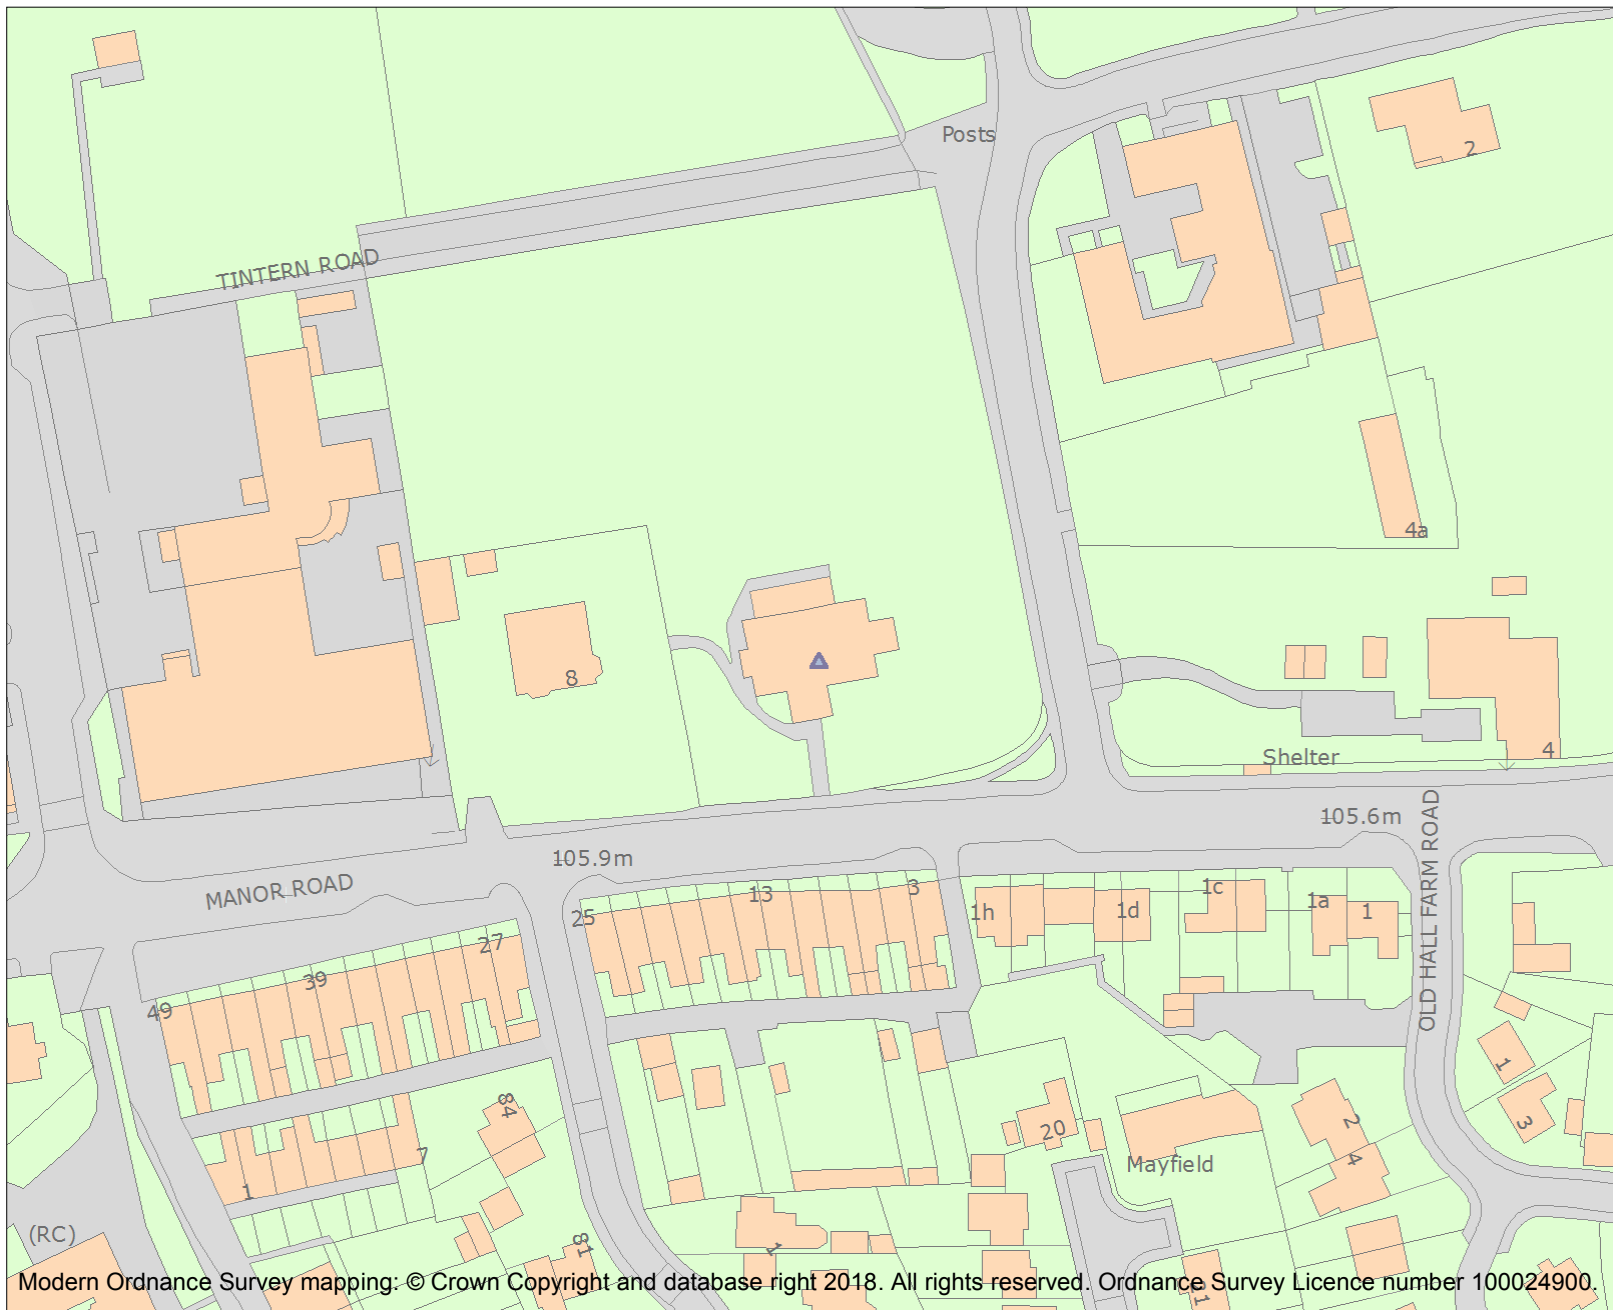 Posts
2
TINTERN ROAD
4a
8
Shelter
4
105.6m
105.9m
MANOR ROAD
OLD HALL FARM ROAD
25
13
3
1h
1d
1c
1a
1
27
39
49
1
3
84
20
2
4
7
Mayfield
1
(RC)
81
1
21
Modern Ordnance Survey mapping: © Crown Copyright and database right 2018. All rights reserved. Ordnance Survey Licence number 100024900.